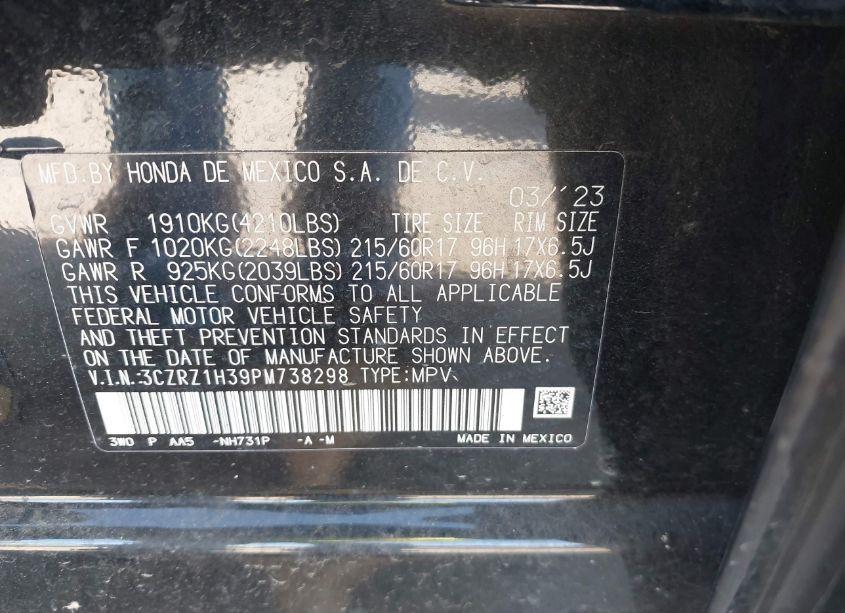 MFD.BY HONDA DE MEXICO S.A. DE C.V.
03/'23
GVWR 1910KG(4210LBS) TIRE SIZE RIM SIZE
GAWR F 1020KG(2248LBS) 215/60R17 96H 17X6.5J
GAWR R 925KG(2039LBS) 215/60R17 96H 17X6.5J
THIS VEHICLE CONFORMS TO ALL APPLICABLE
FEDERAL MOTOR VEHICLE SAFETY
AND THEFT PREVENTION STANDARDS IN EFFECT
ON THE DATE OF MANUFACTURE SHOWN ABOVE.
V.I.N.:3CZRZ1H39PM738298 TYPE:MPV
3W0 P AA5 -NH731P -A -M MADE IN MEXICO